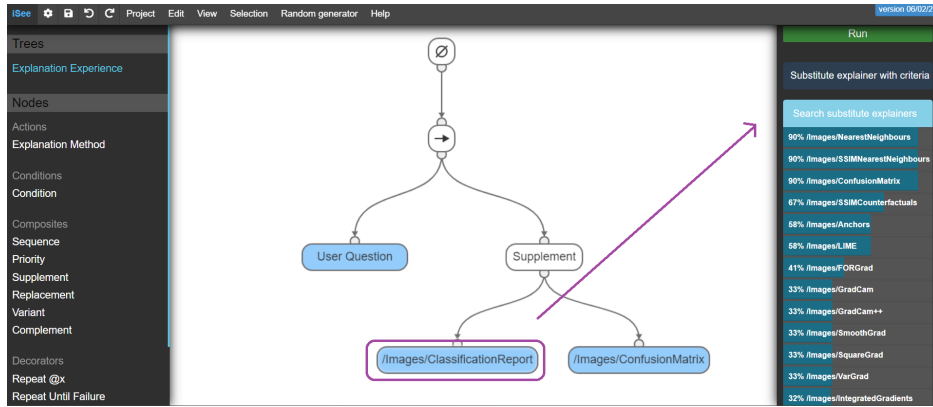 iSee Project Edit View Selection Random generator Help version 06/02/2
Trees
Explanation Experience
Nodes
Actions
Explanation Method
Conditions
Condition
Composites
Sequence
Priority
Supplement
Replacement
Variant
Complement
Decorators
Repeat @x
Repeat Until Failure
User Question
Supplement
/Images/ClassificationReport
/Images/ConfusionMatrix
Run
Substitute explainer with criteria
Search substitute explainers
90% /Images/NearestNeighbours
90% /Images/SSIMNearestNeighbours
90% /Images/ConfusionMatrix
67% /Images/SSIMCounterfactuals
58% /Images/Anchors
58% /Images/LIME
41% /Images/FORGrad
33% /Images/GradCam
33% /Images/GradCam++
33% /Images/SmoothGrad
33% /Images/SquareGrad
33% /Images/VarGrad
32% /Images/IntegratedGradients